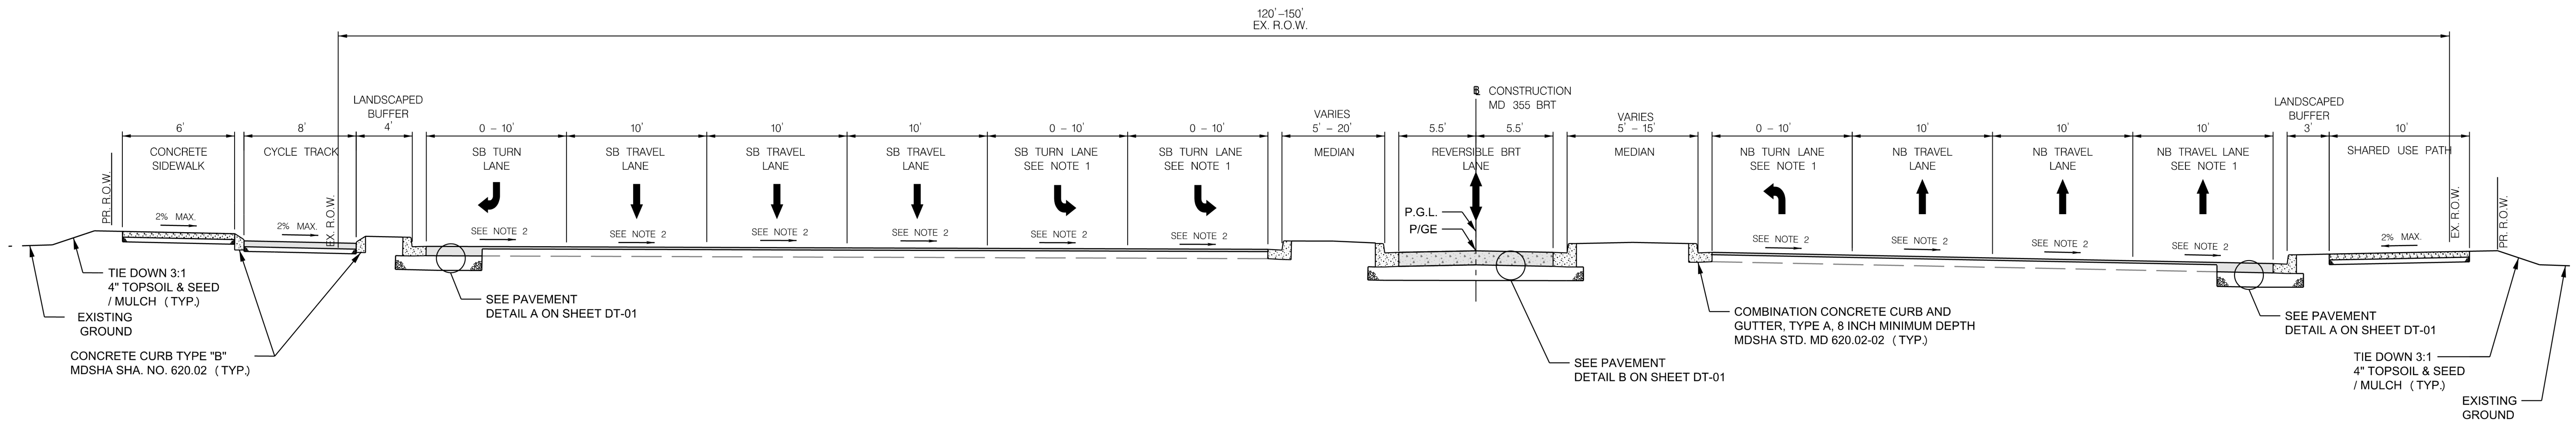 120'-150'
EX. R.O.W.
LANDSCAPED
BUFFER
6'
8'
4'
0 - 10'
10'
10'
10'
0 - 10'
0 - 10'
VARIES
5' - 20'
5.5'
5.5'
℄ CONSTRUCTION
MD 355 BRT
VARIES
5' - 15'
0 - 10'
10'
10'
10'
LANDSCAPED
BUFFER
3'
10'
PR. R.O.W.
CONCRETE
SIDEWALK
CYCLE TRACK
EX. R.O.W.
SB TURN
LANE
SB TRAVEL
LANE
SB TRAVEL
LANE
SB TRAVEL
LANE
SB TURN LANE
SEE NOTE 1
SB TURN LANE
SEE NOTE 1
MEDIAN
REVERSIBLE BRT
LANE
MEDIAN
NB TURN LANE
SEE NOTE 1
NB TRAVEL
LANE
NB TRAVEL
LANE
NB TRAVEL LANE
SEE NOTE 1
SHARED USE PATH
EX. R.O.W.
PR. R.O.W.
2% MAX.
2% MAX.
SEE NOTE 2
SEE NOTE 2
SEE NOTE 2
SEE NOTE 2
SEE NOTE 2
SEE NOTE 2
P.G.L.
P/GE
SEE NOTE 2
SEE NOTE 2
SEE NOTE 2
SEE NOTE 2
2% MAX.
TIE DOWN 3:1
4" TOPSOIL & SEED
/ MULCH (TYP.)
EXISTING
GROUND
CONCRETE CURB TYPE "B"
MDSHA SHA. NO. 620.02 (TYP.)
SEE PAVEMENT
DETAIL A ON SHEET DT-01
SEE PAVEMENT
DETAIL B ON SHEET DT-01
COMBINATION CONCRETE CURB AND
GUTTER, TYPE A, 8 INCH MINIMUM DEPTH
MDSHA STD. MD 620.02-02 (TYP.)
SEE PAVEMENT
DETAIL A ON SHEET DT-01
TIE DOWN 3:1
4" TOPSOIL & SEED
/ MULCH (TYP.)
EXISTING
GROUND